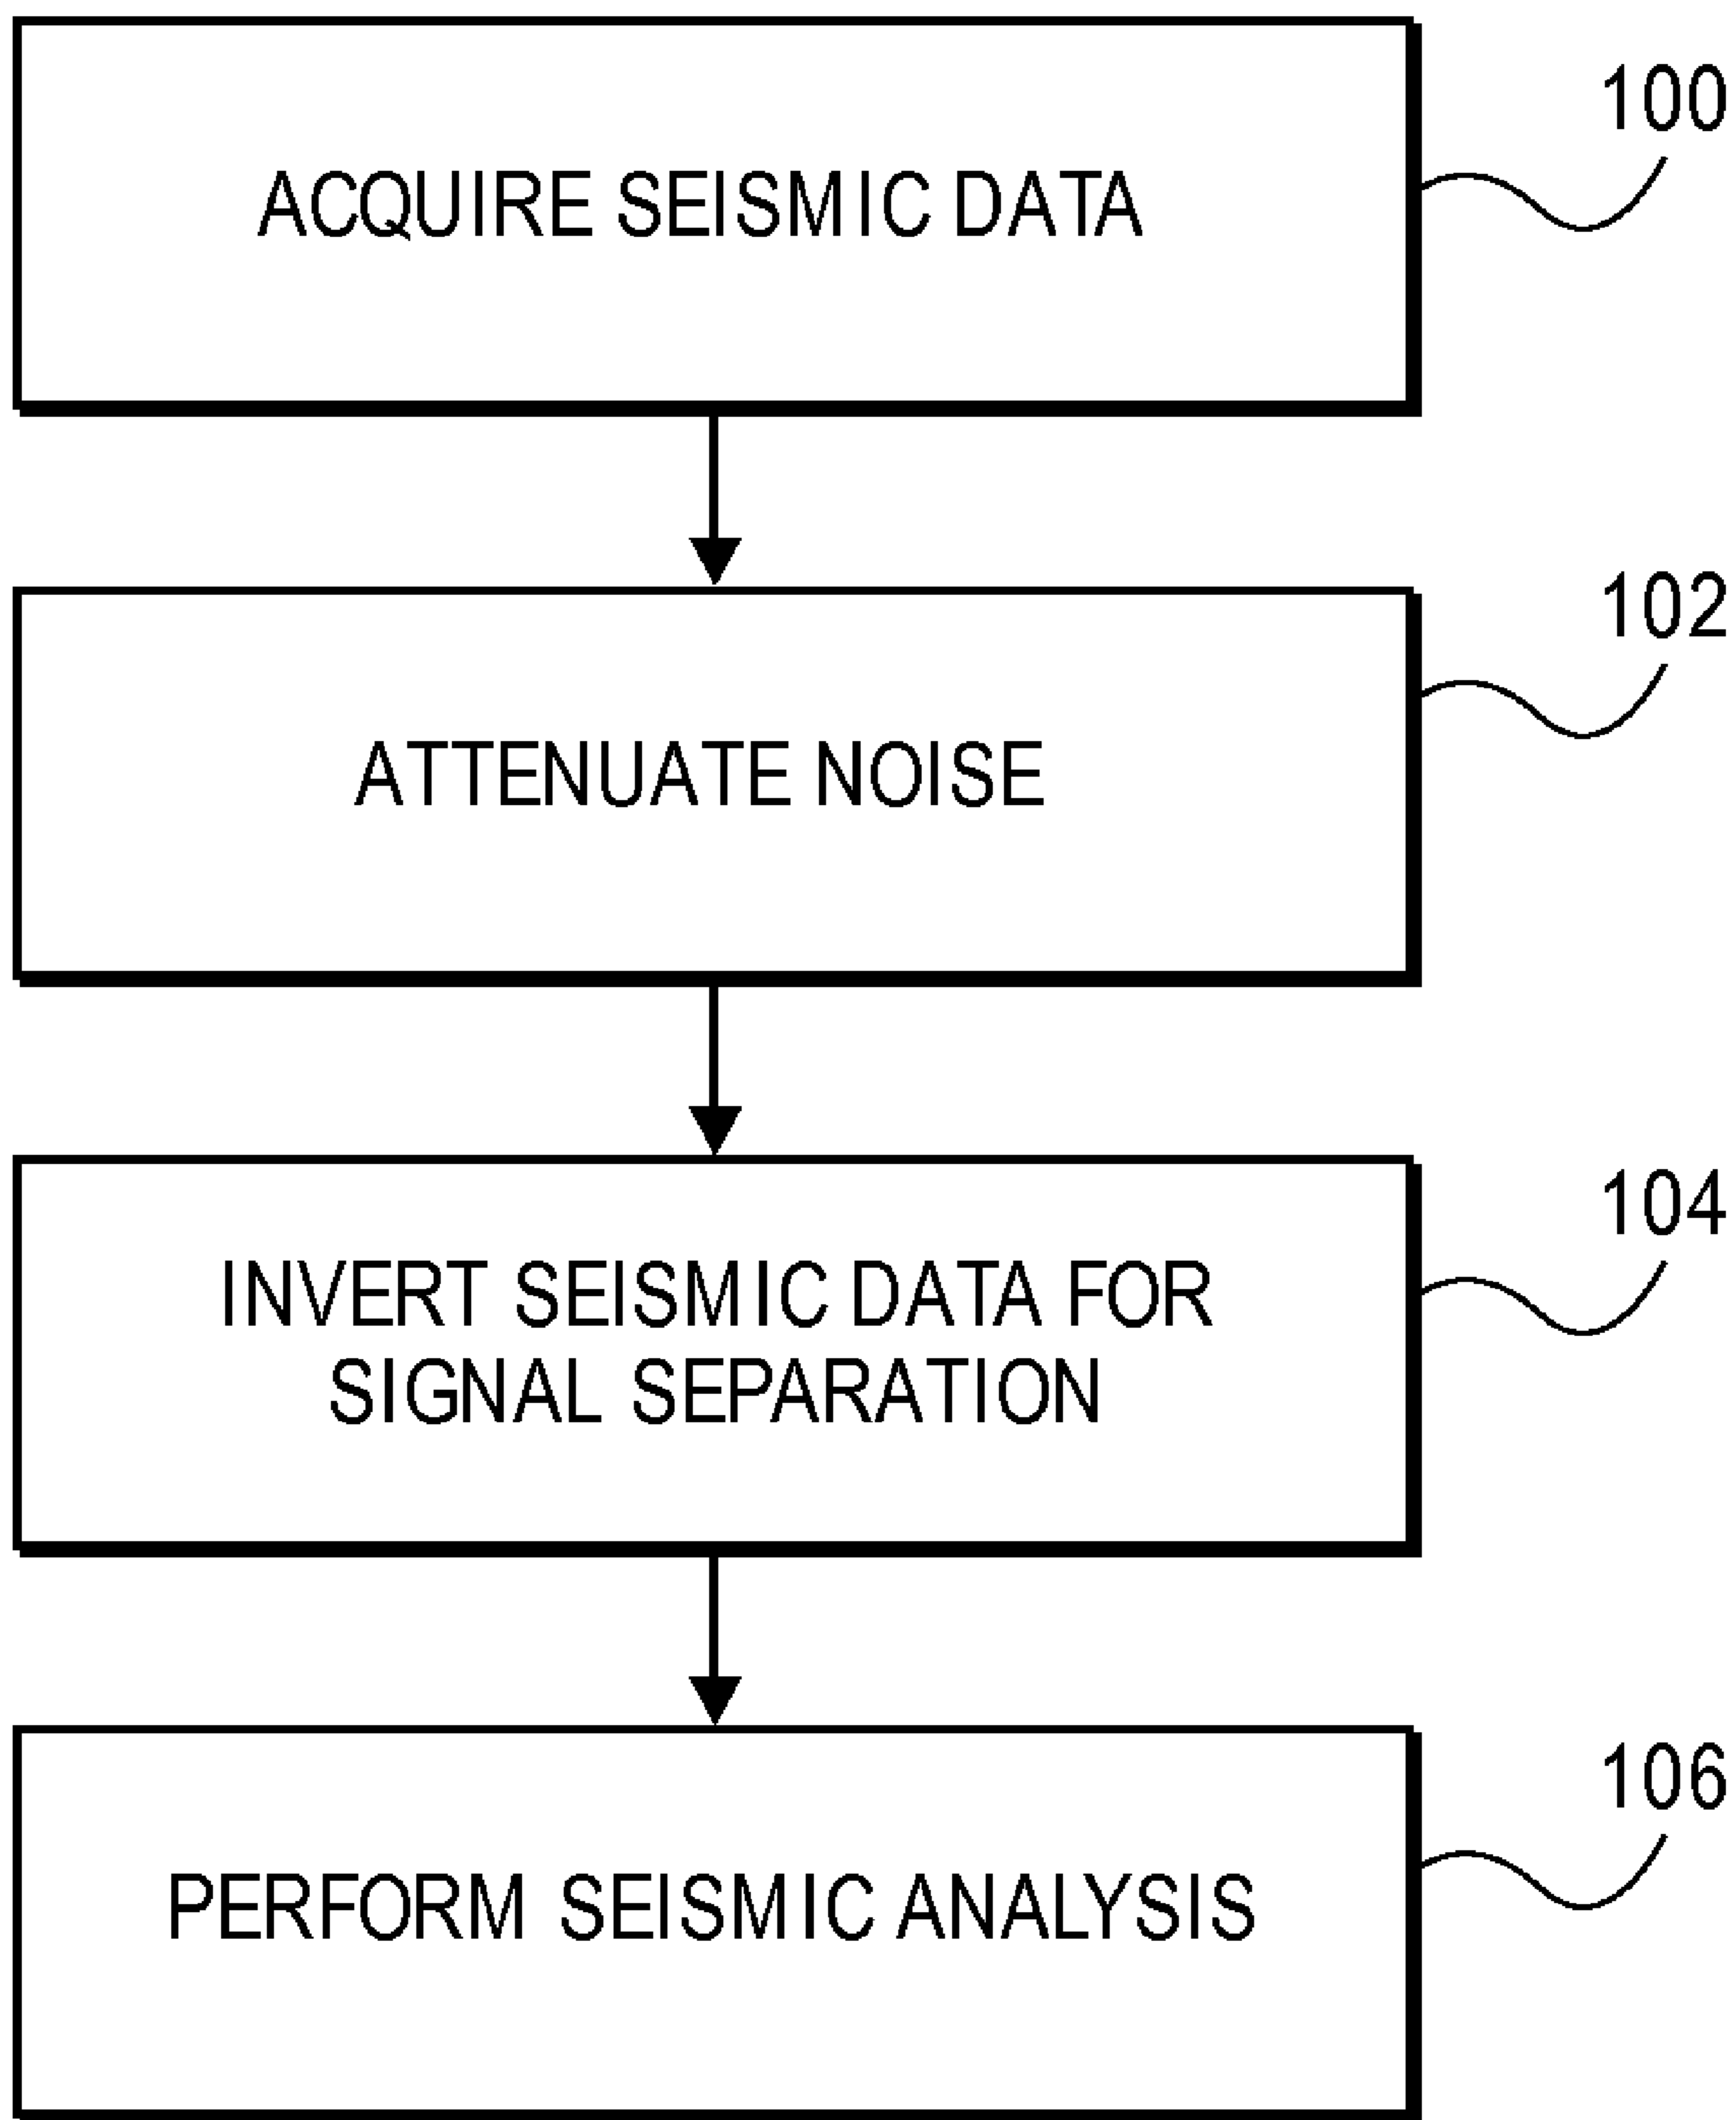 100
ACQUIRE SEISMIC DATA
102
ATTENUATE NOISE
104
INVERT SEISMIC DATA FOR
SIGNAL SEPARATION
106
PERFORM SEISMIC ANALYSIS